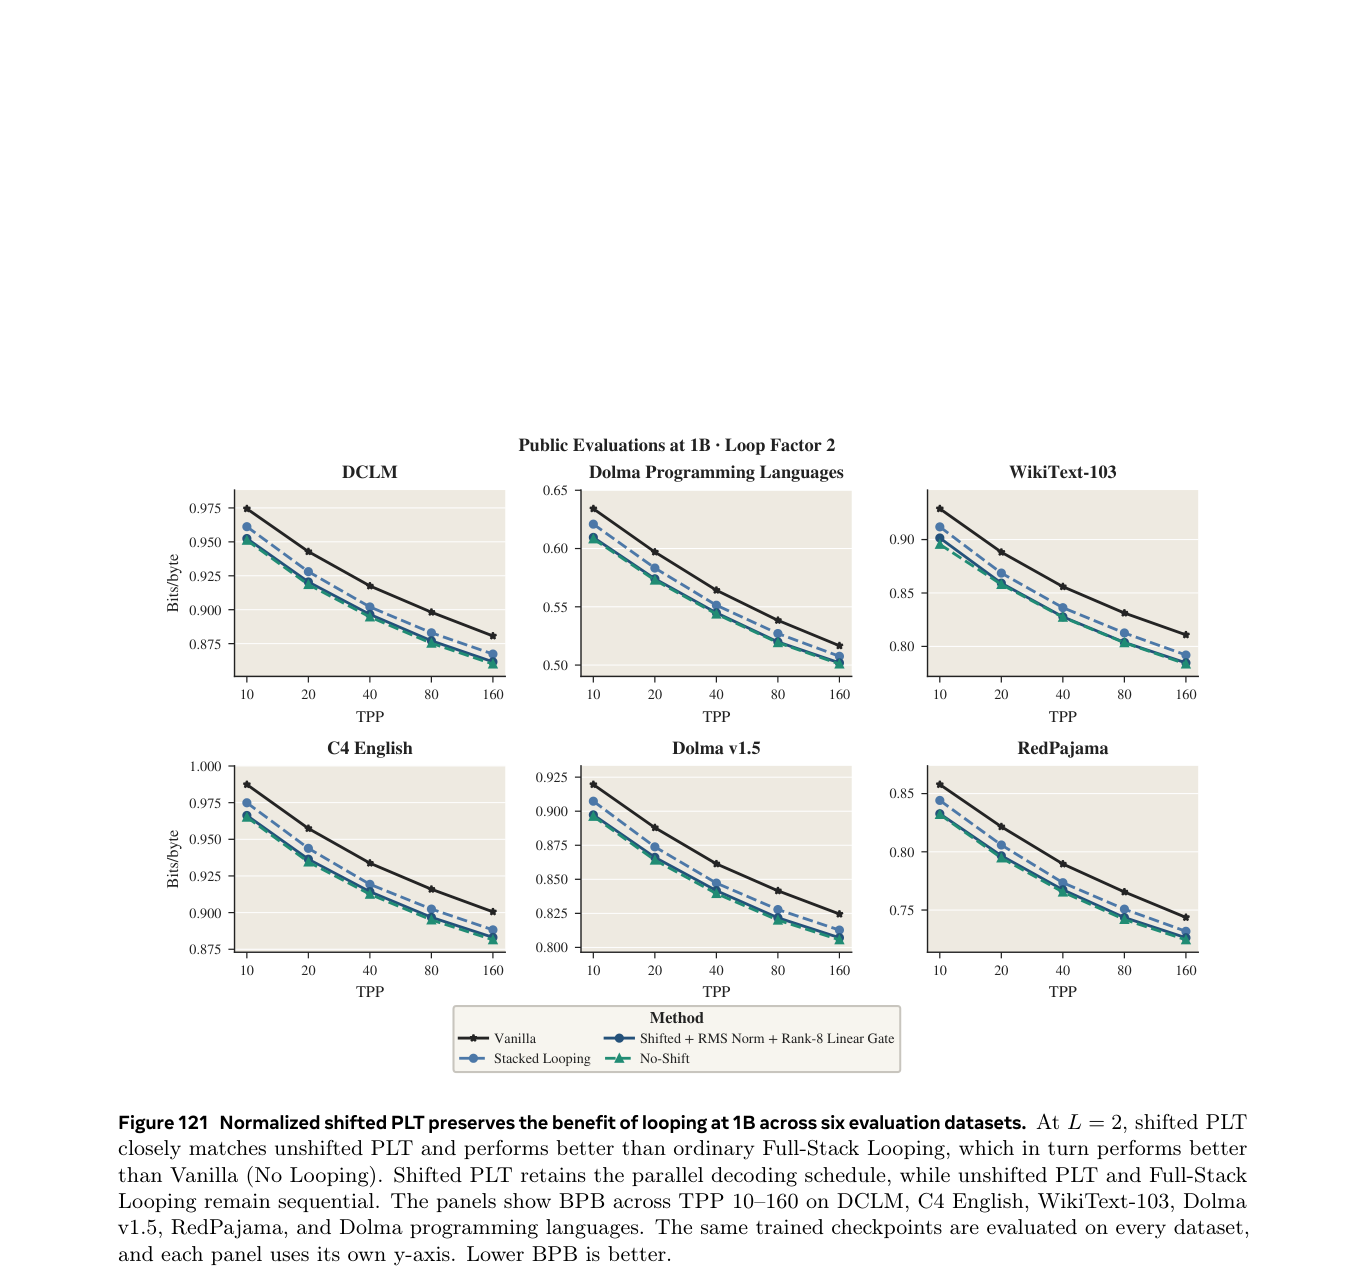 Public Evaluations at 1B · Loop Factor 2
DCLM
Dolma Programming Languages
WikiText-103
Bits/byte
0.975
0.950
0.925
0.900
0.875
10 20 40 80 160
TPP
0.65
0.60
0.55
0.50
10 20 40 80 160
TPP
0.90
0.85
0.80
10 20 40 80 160
TPP
C4 English
Dolma v1.5
RedPajama
Bits/byte
1.000
0.975
0.950
0.925
0.900
0.875
10 20 40 80 160
TPP
0.925
0.900
0.875
0.850
0.825
0.800
10 20 40 80 160
TPP
0.85
0.80
0.75
10 20 40 80 160
TPP
Method
Vanilla
Shifted + RMS Norm + Rank-8 Linear Gate
Stacked Looping
No-Shift
Figure 121 Normalized shifted PLT preserves the benefit of looping at 1B across six evaluation datasets. At L = 2, shifted PLT
closely matches unshifted PLT and performs better than ordinary Full-Stack Looping, which in turn performs better
than Vanilla (No Looping). Shifted PLT retains the parallel decoding schedule, while unshifted PLT and Full-Stack
Looping remain sequential. The panels show BPB across TPP 10–160 on DCLM, C4 English, WikiText-103, Dolma
v1.5, RedPajama, and Dolma programming languages. The same trained checkpoints are evaluated on every dataset,
and each panel uses its own y-axis. Lower BPB is better.